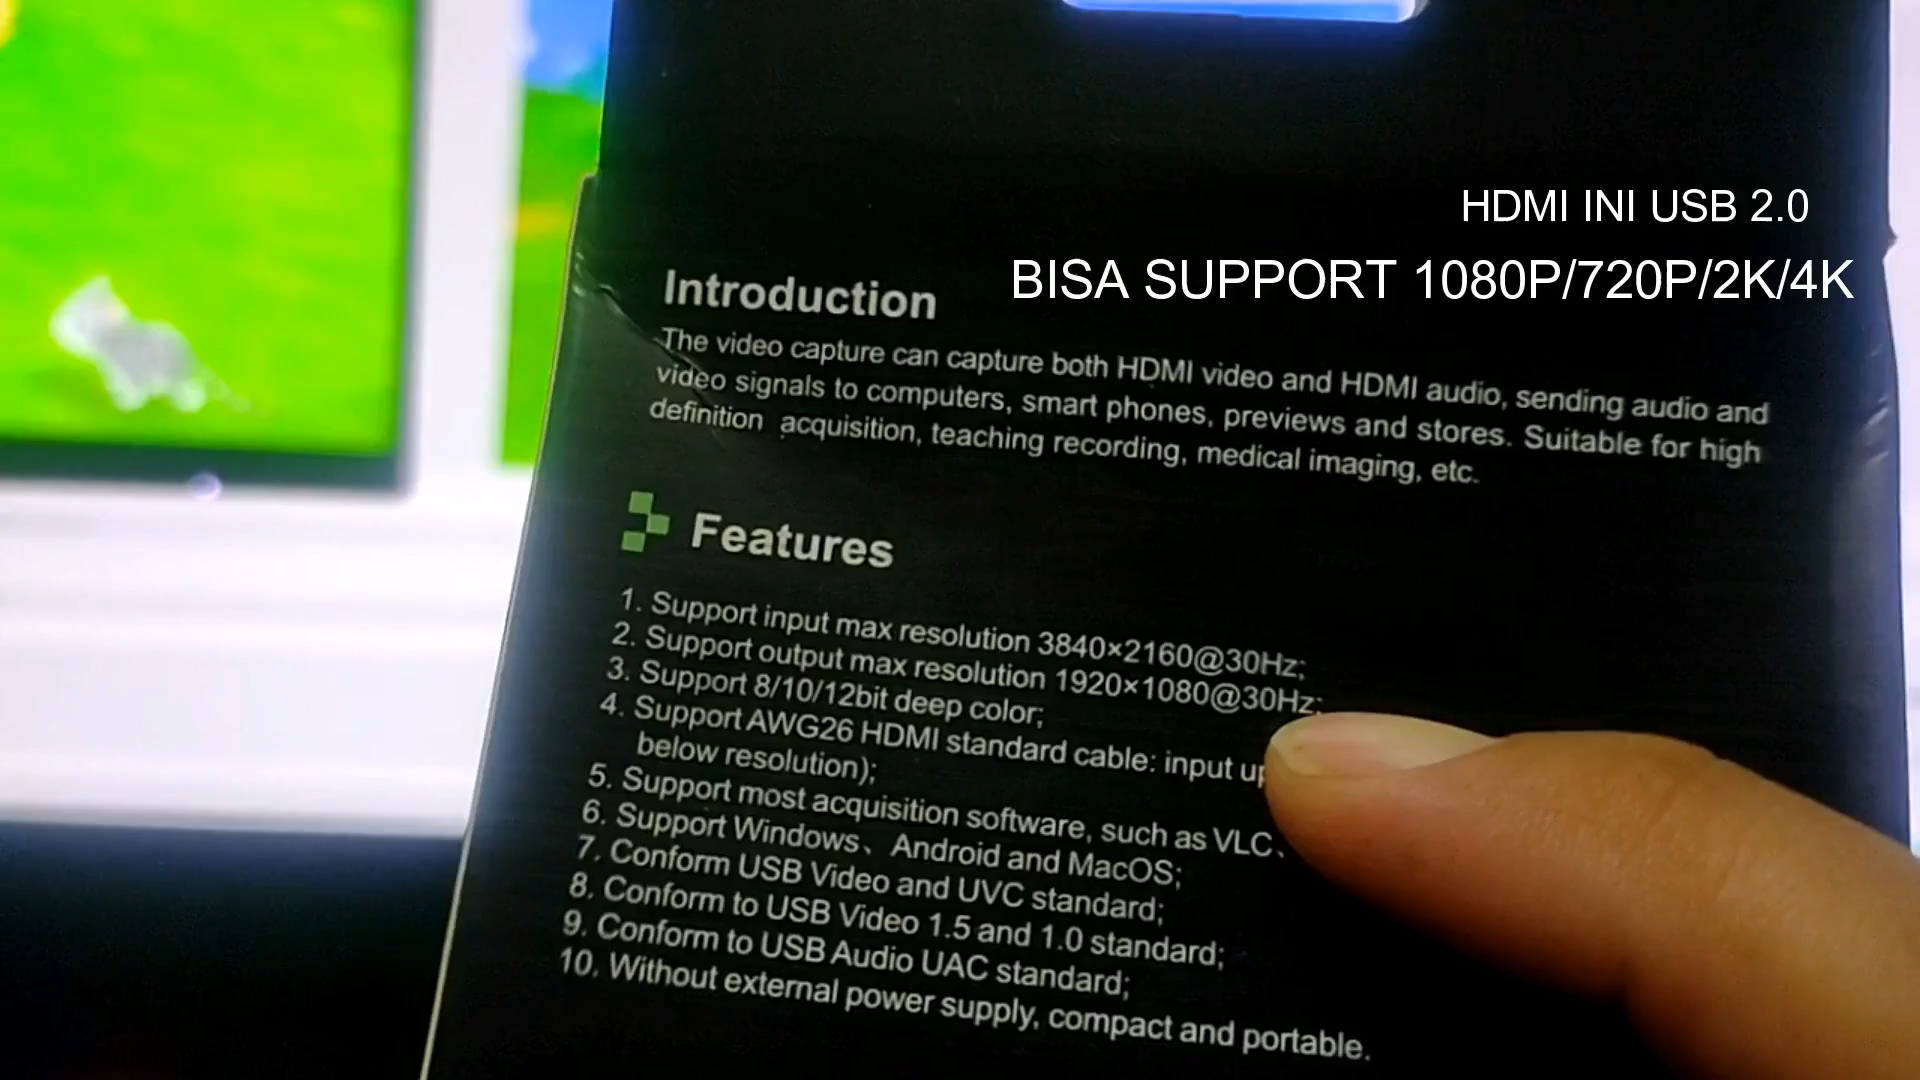 HDMI INI USB 2.0
BISA SUPPORT 1080P/720P/2K/4K
Introduction
The video capture can capture both HDMI video and HDMI audio, sending audio and
video signals to computers, smart phones, previews and stores. Suitable for high
definition acquisition, teaching recording, medical imaging, etc.
Features
1. Support input max resolution 3840×2160@30Hz;
2. Support output max resolution 1920×1080@30Hz;
3. Support 8/10/12bit deep color;
4. Support AWG26 HDMI standard cable: input
below resolution);
5. Support most acquisition software, such as VLC、
6. Support Windows、Android and MacOS;
7. Conform USB Video and UVC standard;
8. Conform to USB Video 1.5 and 1.0 standard;
9. Conform to USB Audio UAC standard;
10. Without external power supply, compact and portable.